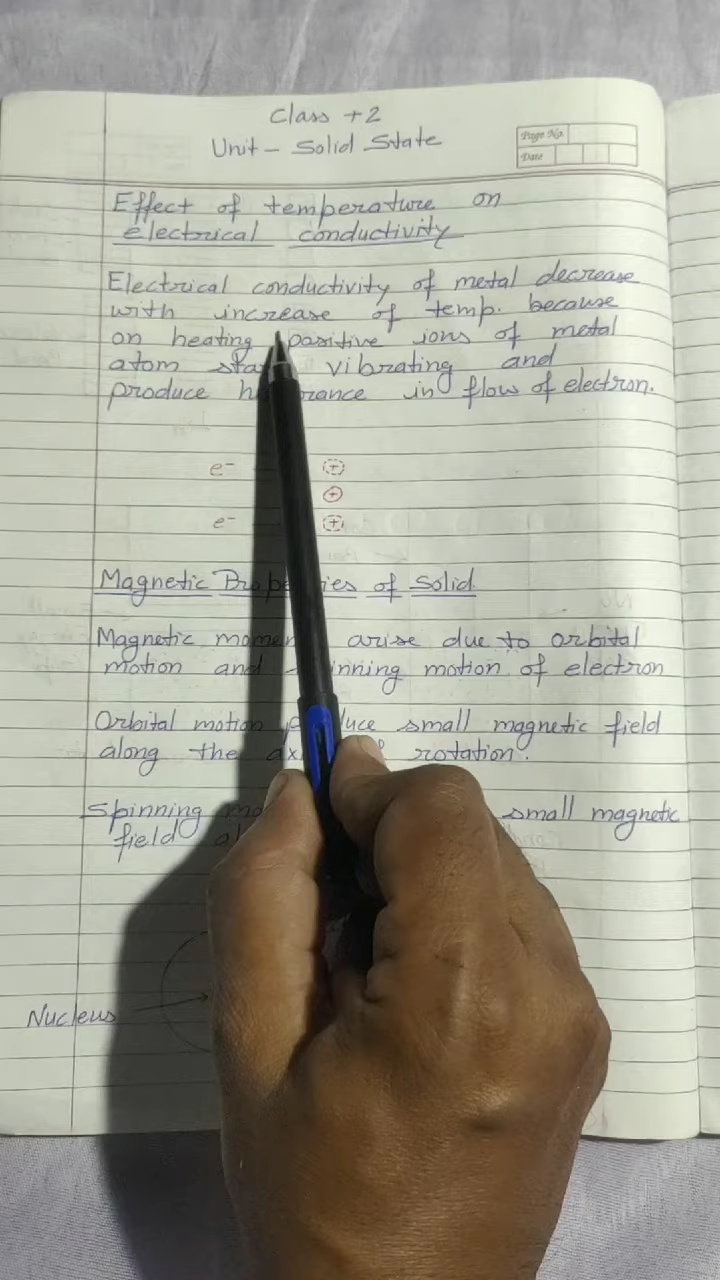 Class +2
Unit - Solid State
Page No.
Date
Effect of temperature on
electrical conductivity
Electrical conductivity of metal decrease
with increase of temp. because
on heating positive ions of metal
atom vibrating and
produce in flow of electron.
e- (+)
(+)
e- (+)
Magnetic of Solid
Magnetic arise due to orbital
motion and motion of electron
Orbital motion small magnetic field
along the rotation.
Spinning small magnetic
field
Nucleus